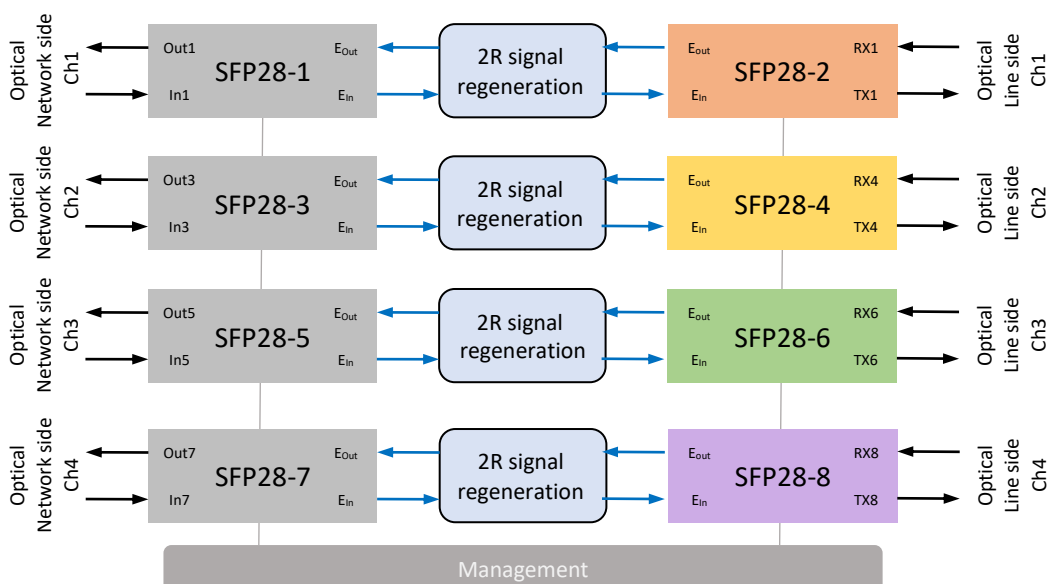 Optical
Network side
Ch1
Out1
In1
SFP28-1
EOut
EIn
2R signal
regeneration
Eout
EIn
SFP28-2
RX1
TX1
Optical
Line side
Ch1
Optical
Network side
Ch2
Out3
In3
SFP28-3
EOut
EIn
2R signal
regeneration
Eout
EIn
SFP28-4
RX4
TX4
Optical
Line side
Ch2
Optical
Network side
Ch3
Out5
In5
SFP28-5
EOut
EIn
2R signal
regeneration
Eout
EIn
SFP28-6
RX6
TX6
Optical
Line side
Ch3
Optical
Network side
Ch4
Out7
In7
SFP28-7
EOut
EIn
2R signal
regeneration
Eout
EIn
SFP28-8
RX8
TX8
Optical
Line side
Ch4
Management